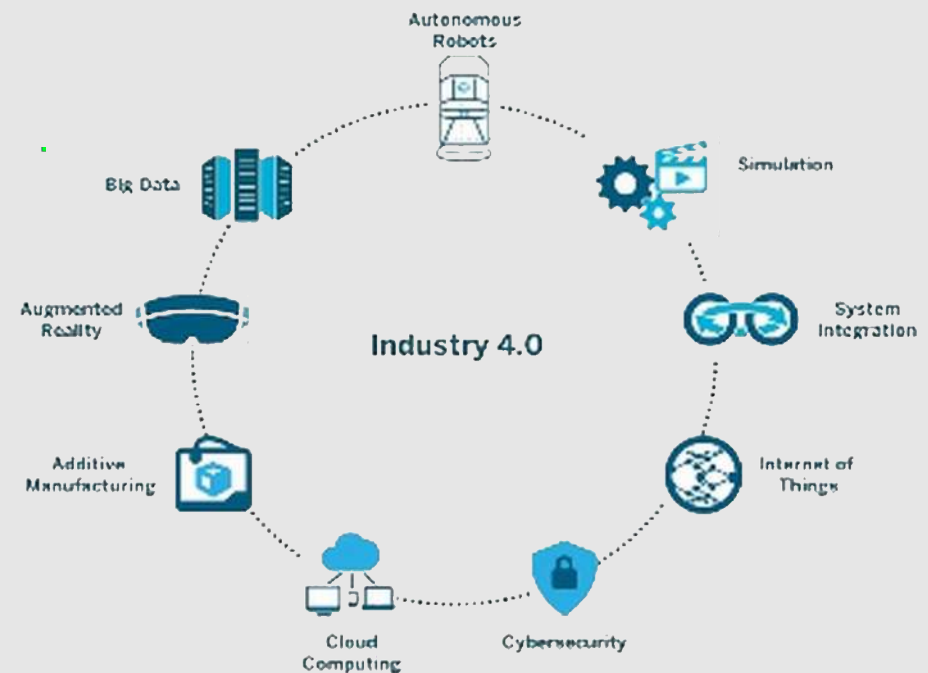 Autonomous
Robots
Simulation
Big Data
System
Integration
Augmented
Reality
Industry 4.0
Internet of
Things
Additive
Manufacturing
Cybersecurity
Cloud
Computing